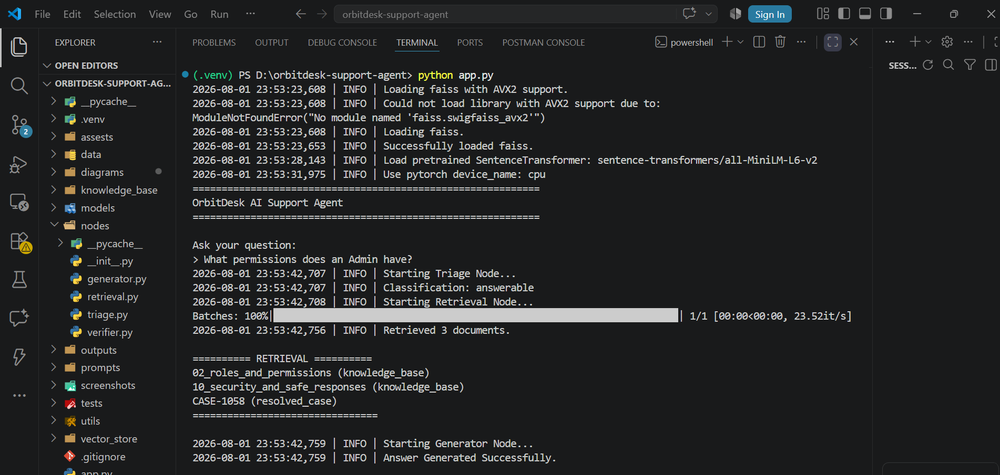 File Edit Selection View Go Run ... orbitdesk-support-agent Sign In
EXPLORER
OPEN EDITORS
ORBITDESK-SUPPORT-AG...
__pycache__
.venv
assests
data
diagrams
knowledge_base
models
nodes
__pycache__
__init__.py
generator.py
retrieval.py
triage.py
verifier.py
outputs
prompts
screenshots
tests
utils
vector_store
.gitignore
app.py
2
PROBLEMS OUTPUT DEBUG CONSOLE TERMINAL PORTS POSTMAN CONSOLE powershell
(.venv) PS D:\orbitdesk-support-agent> python app.py
2026-08-01 23:53:23,608 | INFO | Loading faiss with AVX2 support.
2026-08-01 23:53:23,608 | INFO | Could not load library with AVX2 support due to:
ModuleNotFoundError("No module named 'faiss.swigfaiss_avx2'")
2026-08-01 23:53:23,608 | INFO | Loading faiss.
2026-08-01 23:53:23,653 | INFO | Successfully loaded faiss.
2026-08-01 23:53:28,143 | INFO | Load pretrained SentenceTransformer: sentence-transformers/all-MiniLM-L6-v2
2026-08-01 23:53:31,975 | INFO | Use pytorch device_name: cpu
============================================================
OrbitDesk AI Support Agent
============================================================
Ask your question:
> What permissions does an Admin have?
2026-08-01 23:53:42,707 | INFO | Starting Triage Node...
2026-08-01 23:53:42,707 | INFO | Classification: answerable
2026-08-01 23:53:42,708 | INFO | Starting Retrieval Node...
Batches: 100%| | 1/1 [00:00<00:00, 23.52it/s]
2026-08-01 23:53:42,756 | INFO | Retrieved 3 documents.
========== RETRIEVAL ==========
02_roles_and_permissions (knowledge_base)
10_security_and_safe_responses (knowledge_base)
CASE-1058 (resolved_case)
================================
2026-08-01 23:53:42,759 | INFO | Starting Generator Node...
2026-08-01 23:53:42,759 | INFO | Answer Generated Successfully.
SESS...